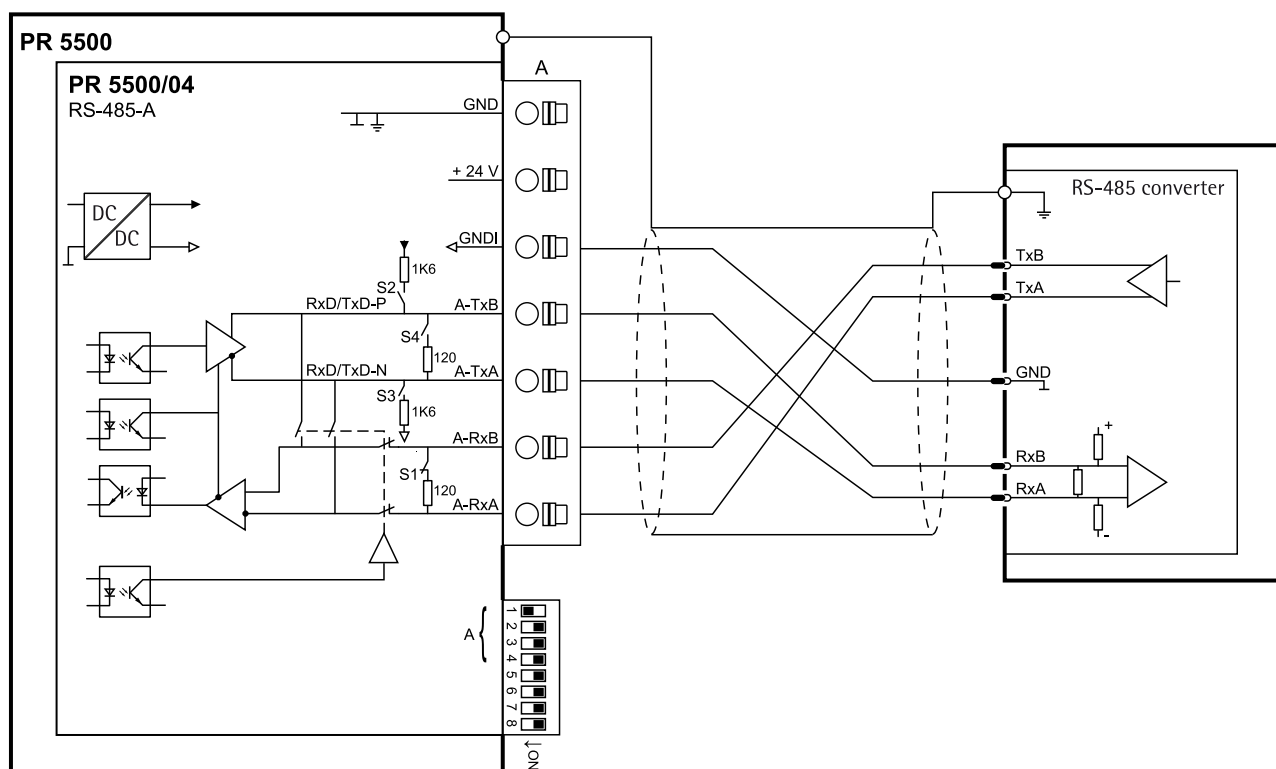 PR 5500
PR 5500/04
RS-485-A
A
GND
+ 24 V
GNDI
DC
DC
1K6
S2
RxD/TxD-P
A-TxB
S4
120
RxD/TxD-N
A-TxA
S3
1K6
A-RxB
S1
120
A-RxA
A
1
2
3
4
5
6
7
8
↓ON
RS-485 converter
TxB
TxA
GND
RxB
+
RxA
-